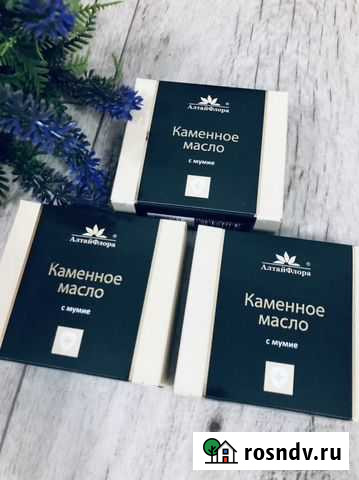 АлтайФлора®
Каменное
масло
с мумие
АлтайФлора®
Каменное
масло
с мумие
АлтайФлора®
Каменное
масло
с мумие
rosndv.ru